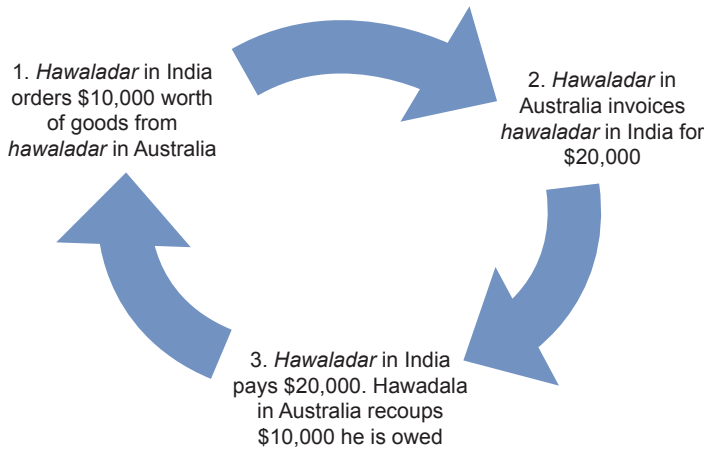 1. Hawaladar in India
orders $10,000 worth
of goods from
hawaladar in Australia
2. Hawaladar in
Australia invoices
hawaladar in India for
$20,000
3. Hawaladar in India
pays $20,000. Hawadala
in Australia recoups
$10,000 he is owed